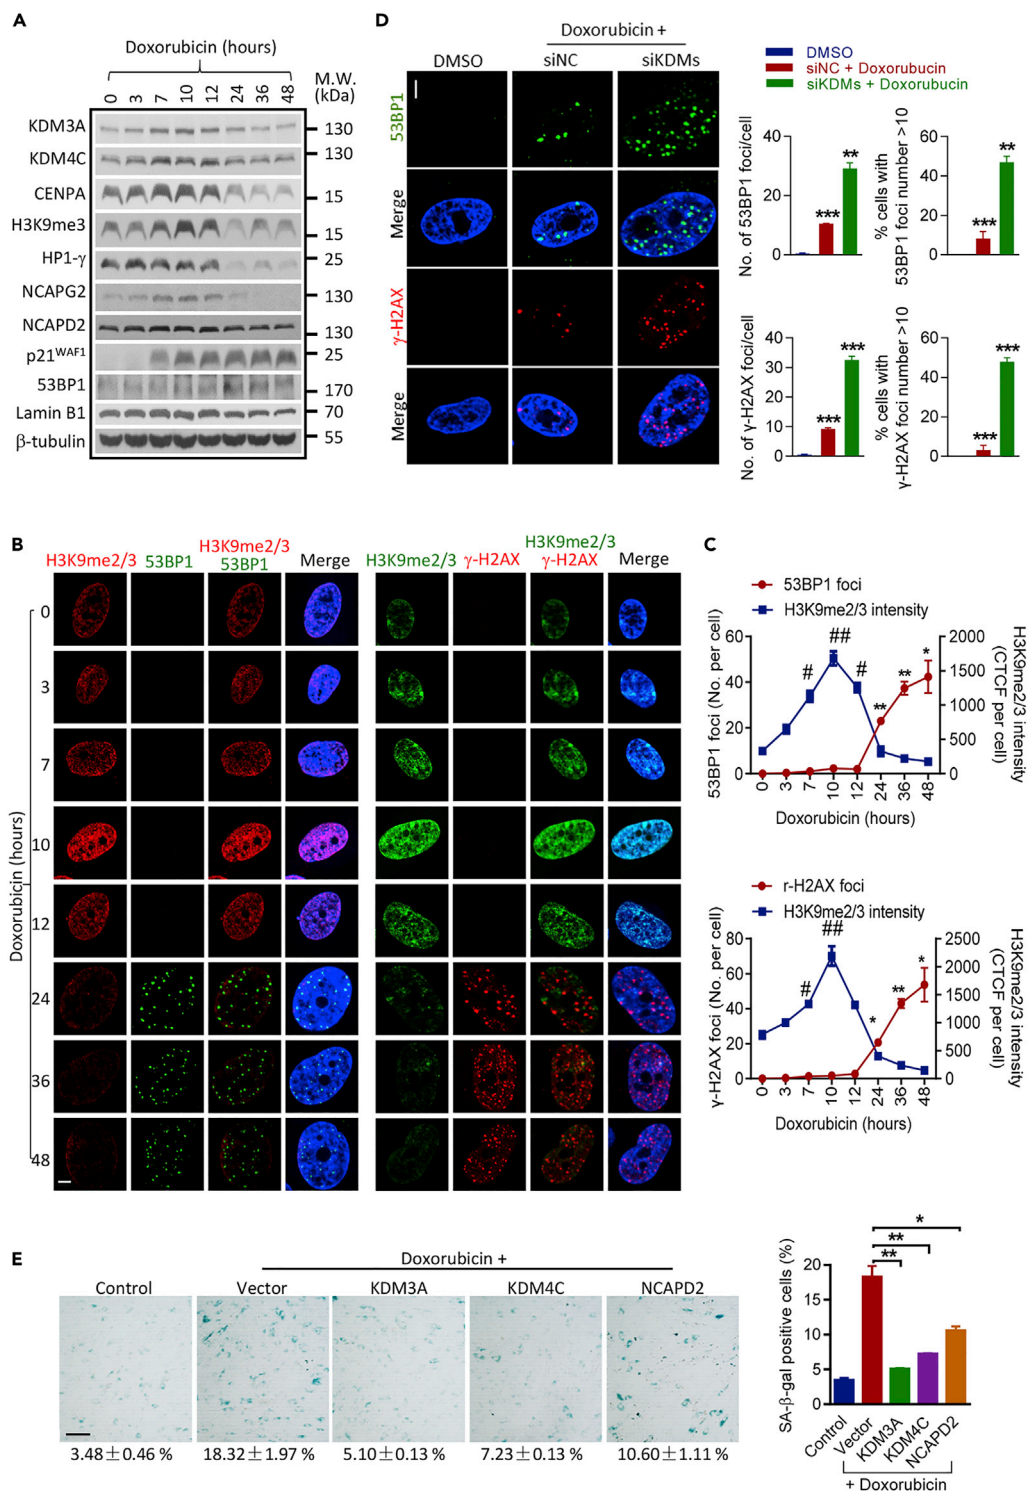 A
Doxorubicin (hours)
M.W.
(kDa)
0 3 7 10 12 24 36 48
KDM3A 130
KDM4C 130
CENPA 15
H3K9me3 15
HP1-γ 25
NCAPG2 130
NCAPD2 130
p21WAF1 25
53BP1 170
Lamin B1 70
β-tubulin 55
D
Doxorubicin +
DMSO siNC siKDMs
53BP1
Merge
γ-H2AX
Merge
DMSO
siNC + Doxorubucin
siKDMs + Doxorubucin
No. of 53BP1 foci/cell
40
20
0
***
**
% cells with
53BP1 foci number >10
60
40
20
0
***
**
No. of γ-H2AX foci/cell
40
30
20
10
0
***
***
% cells with
γ-H2AX foci number >10
60
40
20
0
***
***
B
H3K9me2/3 53BP1 H3K9me2/3 53BP1 Merge
H3K9me2/3 γ-H2AX H3K9me2/3 γ-H2AX Merge
Doxorubicin (hours)
0
3
7
10
12
24
36
48
C
53BP1 foci
H3K9me2/3 intensity
53BP1 foci (No. per cell)
60
40
20
0
# ## # ** ** *
2000
1500
1000
500
0
H3K9me2/3 intensity
(CTCF per cell)
0 3 7 10 12 24 36 48
Doxorubicin (hours)
r-H2AX foci
H3K9me2/3 intensity
γ-H2AX foci (No. per cell)
80
60
40
20
0
# ## * ** *
2500
2000
1500
1000
500
0
H3K9me2/3 intensity
(CTCF per cell)
0 3 7 10 12 24 36 48
Doxorubicin (hours)
E
Doxorubicin +
Control Vector KDM3A KDM4C NCAPD2
3.48±0.46 % 18.32±1.97 % 5.10±0.13 % 7.23±0.13 % 10.60±1.11 %
SA-β-gal positive cells (%)
20
15
10
5
0
*
**
**
Control Vector KDM3A KDM4C NCAPD2
+ Doxorubicin